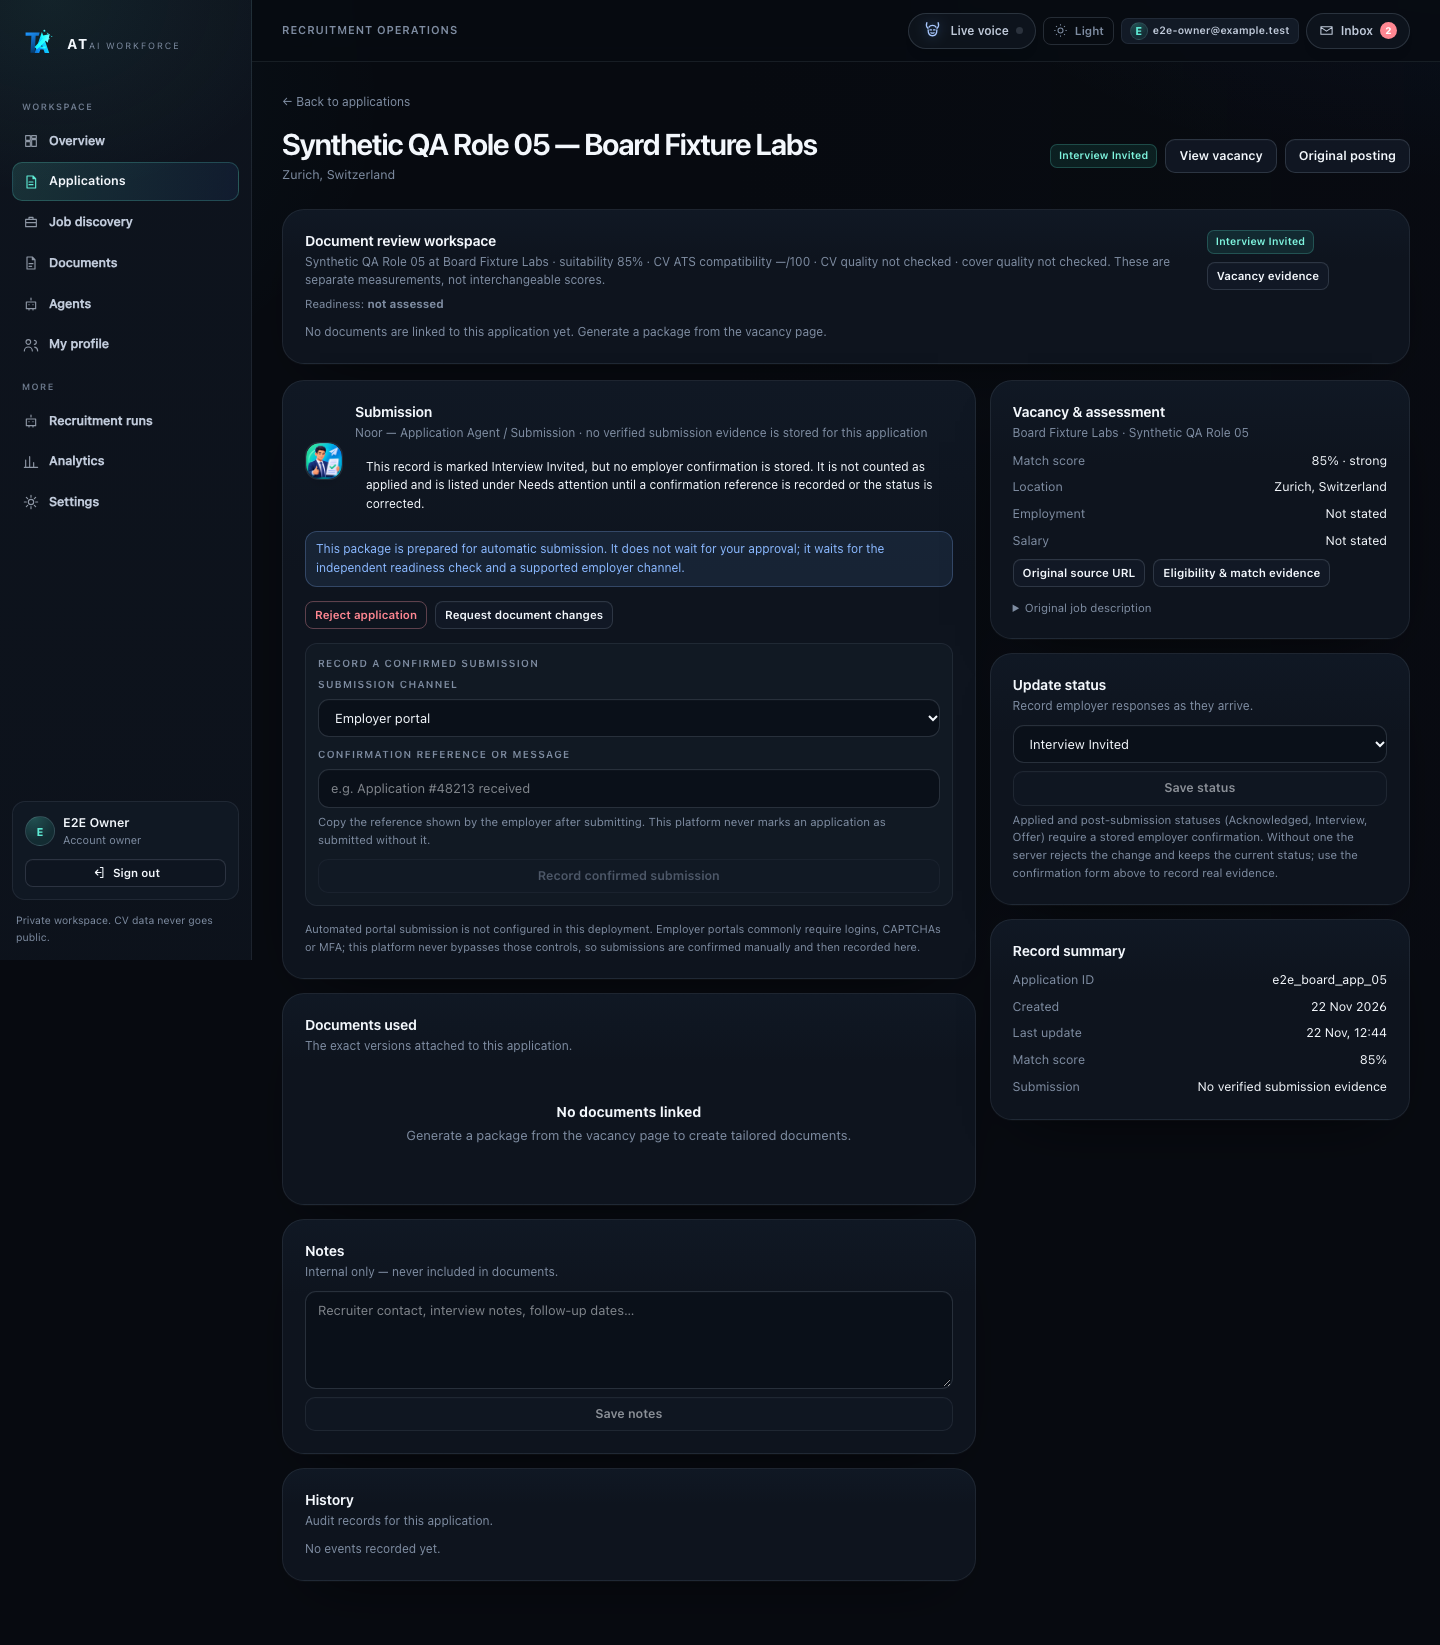 AT AI WORKFORCE
WORKSPACE
Overview
Applications
Job discovery
Documents
Agents
My profile
MORE
Recruitment runs
Analytics
Settings
E
E2E Owner
Account owner
Sign out
Private workspace. CV data never goes
public.
RECRUITMENT OPERATIONS
Live voice
Light
E
e2e-owner@example.test
Inbox
2
← Back to applications
Synthetic QA Role 05 — Board Fixture Labs
Zurich, Switzerland
Interview Invited
View vacancy
Original posting
Document review workspace
Synthetic QA Role 05 at Board Fixture Labs · suitability 85% · CV ATS compatibility —/100 · CV quality not checked · cover quality not checked. These are
separate measurements, not interchangeable scores.
Readiness: not assessed
No documents are linked to this application yet. Generate a package from the vacancy page.
Interview Invited
Vacancy evidence
Submission
Noor — Application Agent / Submission · no verified submission evidence is stored for this application
This record is marked Interview Invited, but no employer confirmation is stored. It is not counted as
applied and is listed under Needs attention until a confirmation reference is recorded or the status is
corrected.
This package is prepared for automatic submission. It does not wait for your approval; it waits for the
independent readiness check and a supported employer channel.
Reject application
Request document changes
RECORD A CONFIRMED SUBMISSION
SUBMISSION CHANNEL
Employer portal
CONFIRMATION REFERENCE OR MESSAGE
e.g. Application #48213 received
Copy the reference shown by the employer after submitting. This platform never marks an application as
submitted without it.
Record confirmed submission
Automated portal submission is not configured in this deployment. Employer portals commonly require logins, CAPTCHAs
or MFA; this platform never bypasses those controls, so submissions are confirmed manually and then recorded here.
Documents used
The exact versions attached to this application.
No documents linked
Generate a package from the vacancy page to create tailored documents.
Notes
Internal only — never included in documents.
Recruiter contact, interview notes, follow-up dates…
Save notes
History
Audit records for this application.
No events recorded yet.
Vacancy & assessment
Board Fixture Labs · Synthetic QA Role 05
Match score 85% · strong
Location Zurich, Switzerland
Employment Not stated
Salary Not stated
Original source URL
Eligibility & match evidence
Original job description
Update status
Record employer responses as they arrive.
Interview Invited
Save status
Applied and post-submission statuses (Acknowledged, Interview,
Offer) require a stored employer confirmation. Without one the
server rejects the change and keeps the current status; use the
confirmation form above to record real evidence.
Record summary
Application ID e2e_board_app_05
Created 22 Nov 2026
Last update 22 Nov, 12:44
Match score 85%
Submission No verified submission evidence